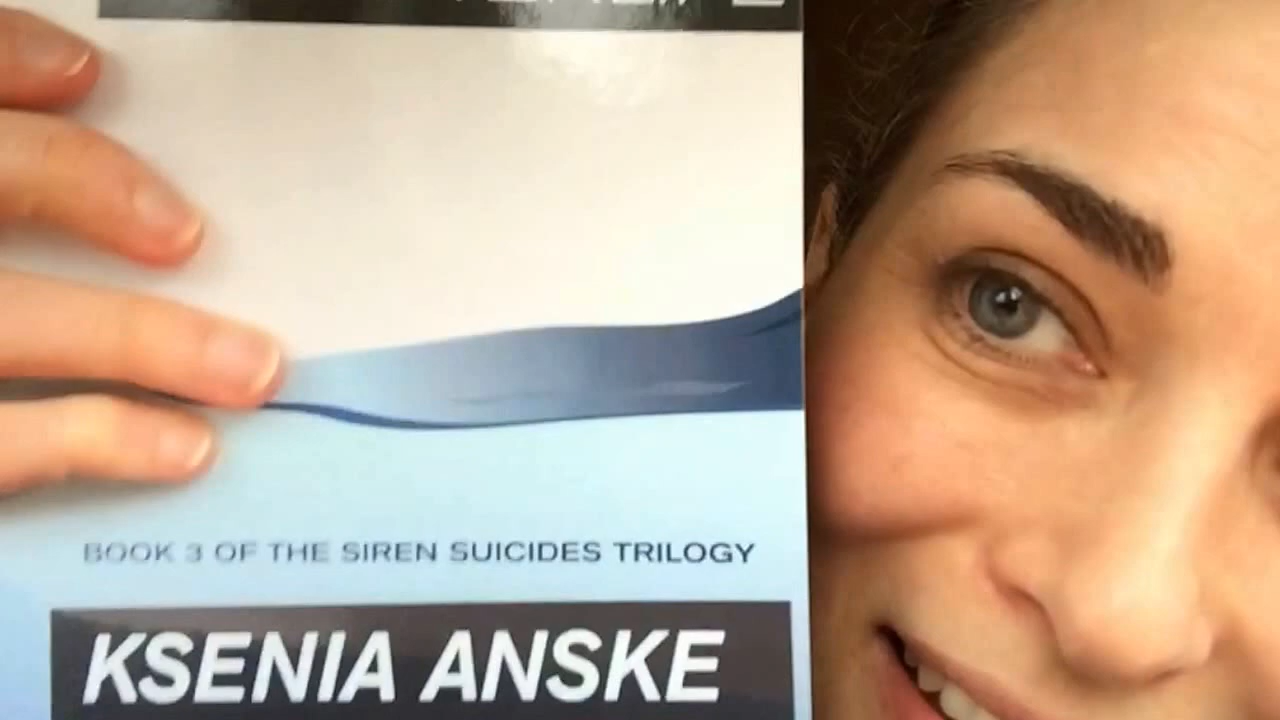 BOOK 3 OF THE SIREN SUICIDES TRILOGY
KSENIA ANSKE